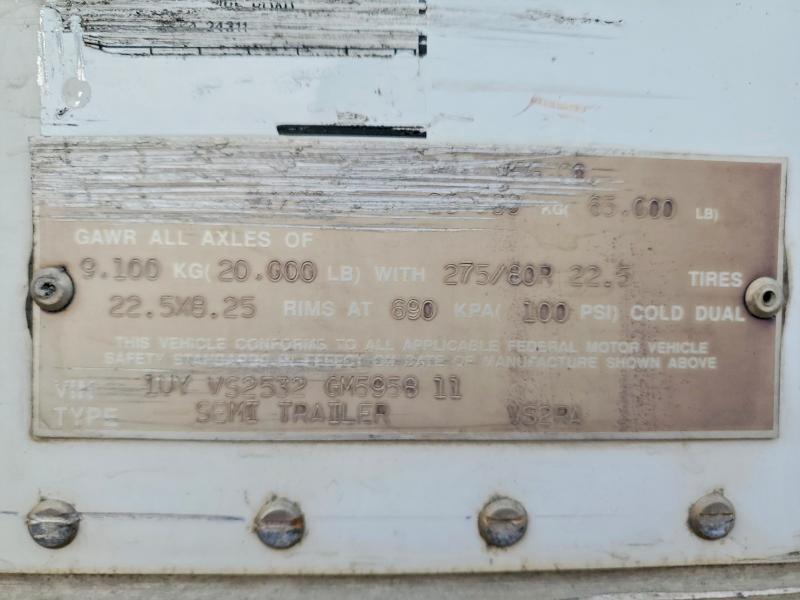 24311
65.000 LB)
KG(
GAWR ALL AXLES OF
9.100 KG( 20.000 LB) WITH 275/80R 22.5 TIRES
22.5X8.25 RIMS AT 690 KPA( 100 PSI) COLD DUAL
THIS VEHICLE CONFORMS TO ALL APPLICABLE FEDERAL MOTOR VEHICLE
SAFETY STANDARDS IN EFFECT ON DATE OF MANUFACTURE SHOWN ABOVE
VIN 1UY VS2532 GM5958 11
TYPE SEMI TRAILER VS2RA